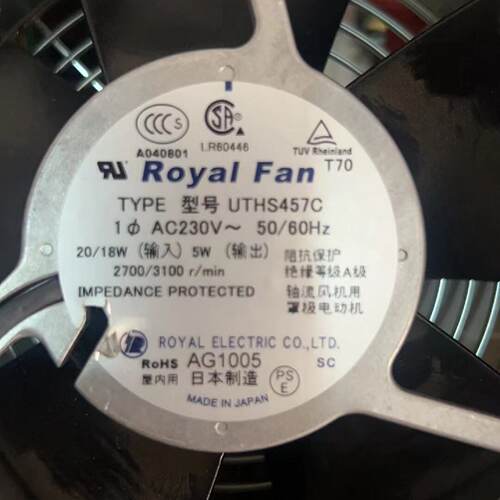 CCC S
A040801
CSA
LR60446
TUV Rheinland
T70
Royal Fan
TYPE 型号 UTHS457C
1ϕ AC230V～ 50/60Hz
20/18W (输入) 5W (输出)
2700/3100 r/min
IMPEDANCE PROTECTED
阻抗保护
绝缘等级A级
轴流风机用
罩极电动机
ROYAL ELECTRIC CO.,LTD.
RoHS AG1005 SC
屋内用 日本制造 PS E
MADE IN JAPAN